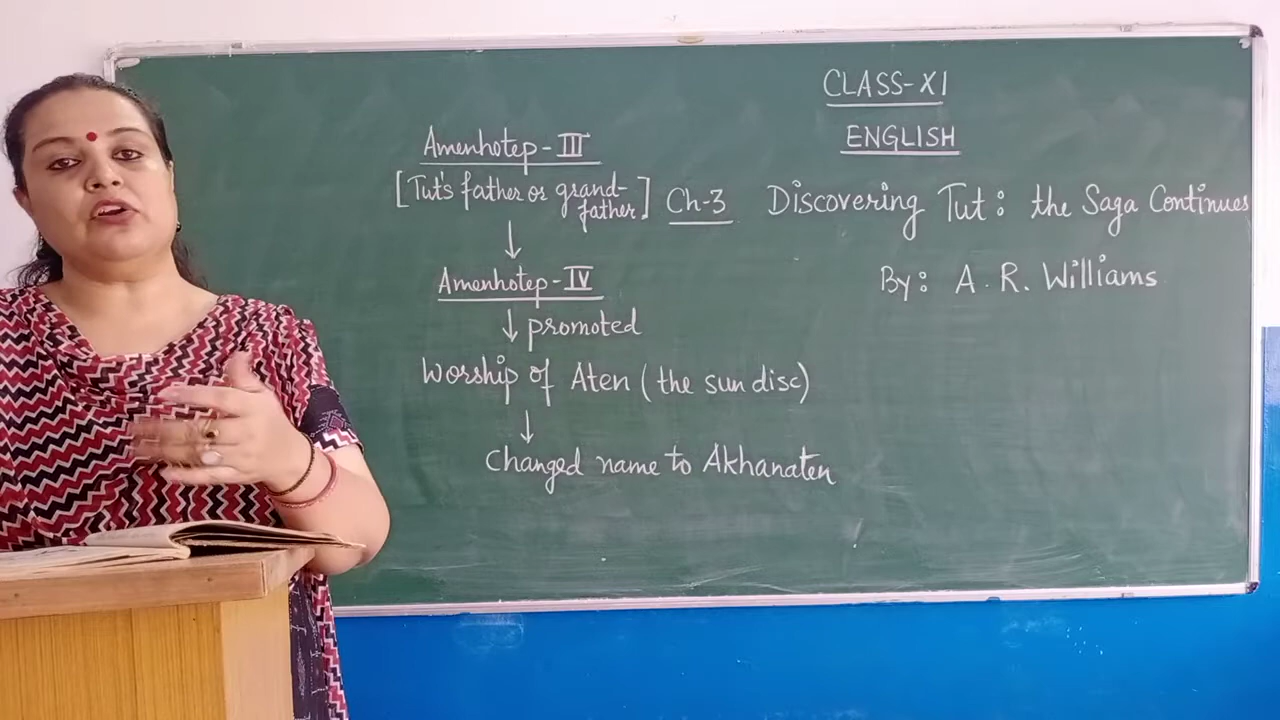 CLASS-XI
ENGLISH
Ch-3 Discovering Tut: the Saga Continues
By: A. R. Williams
Amenhotep-III
[Tut's father or grand-
father]
↓
Amenhotep-IV
↓ promoted
Worship of Aten (the sun disc)
↓
Changed name to Akhanaten